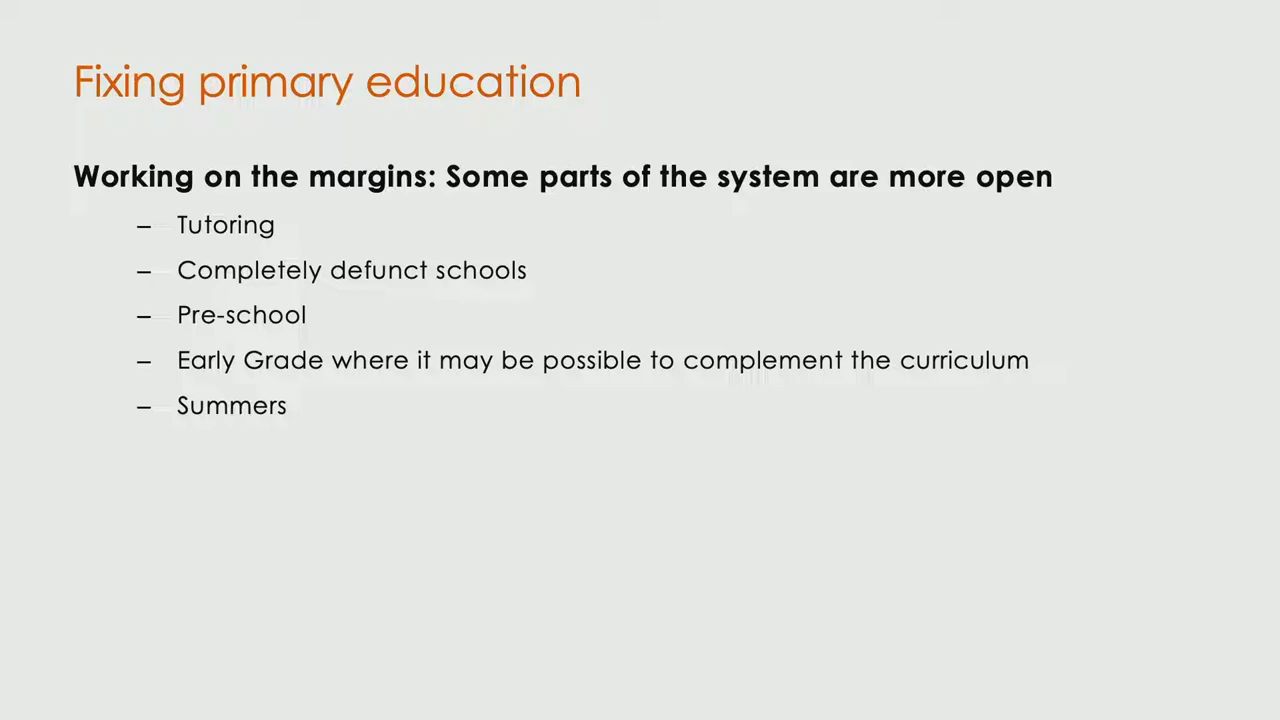 Fixing primary education
Working on the margins: Some parts of the system are more open
– Tutoring
– Completely defunct schools
– Pre-school
– Early Grade where it may be possible to complement the curriculum
– Summers